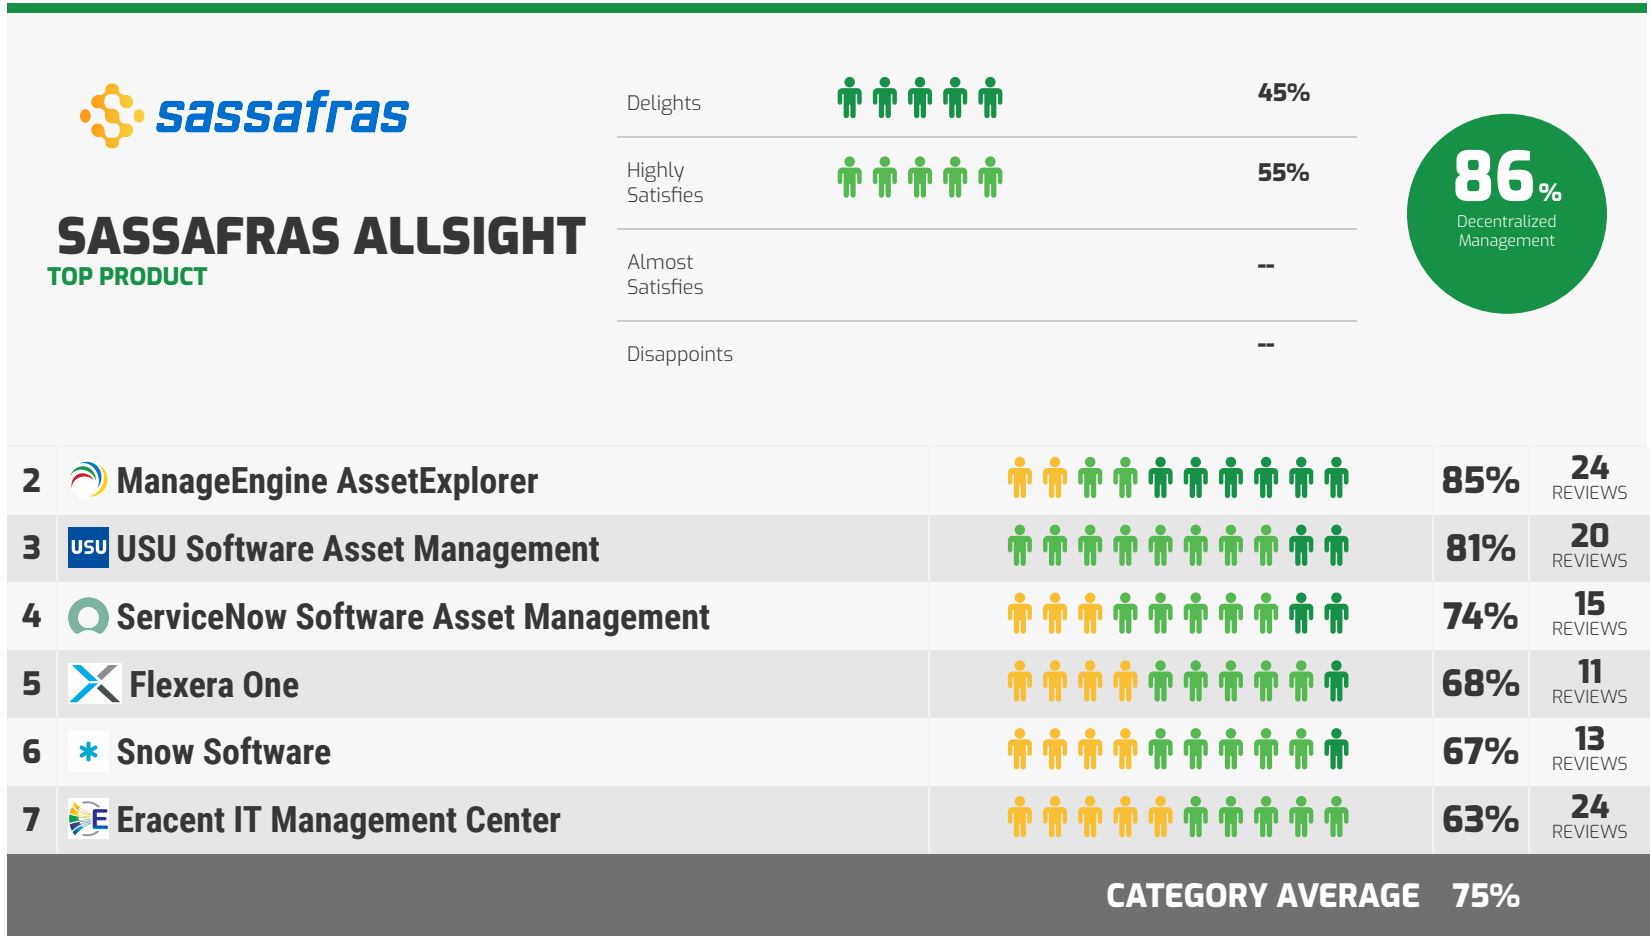 sassafras
SASSAFRAS ALLSIGHT
TOP PRODUCT
Delights
45%
Highly
Satisfies
55%
Almost
Satisfies
--
Disappoints
--
86%
Decentralized
Management
2 ManageEngine AssetExplorer 85% 24 REVIEWS
3 USU USU Software Asset Management 81% 20 REVIEWS
4 ServiceNow Software Asset Management 74% 15 REVIEWS
5 Flexera One 68% 11 REVIEWS
6 Snow Software 67% 13 REVIEWS
7 E Eracent IT Management Center 63% 24 REVIEWS
CATEGORY AVERAGE 75%